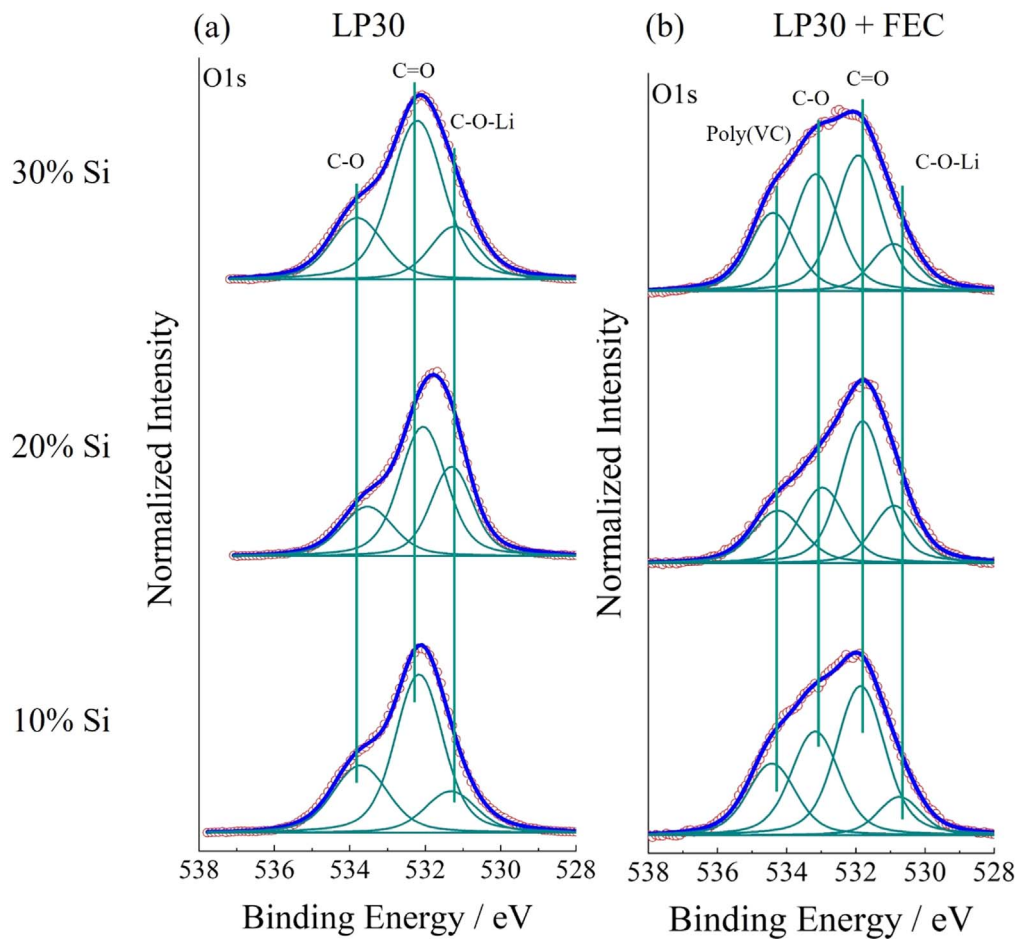 (a) LP30
(b) LP30 + FEC
O1s
C=O
C-O-Li
C-O
O1s
C=O
C-O
Poly(VC)
C-O-Li
30% Si
20% Si
10% Si
Normalized Intensity
Normalized Intensity
538 536 534 532 530 528
538 536 534 532 530 528
Binding Energy / eV
Binding Energy / eV